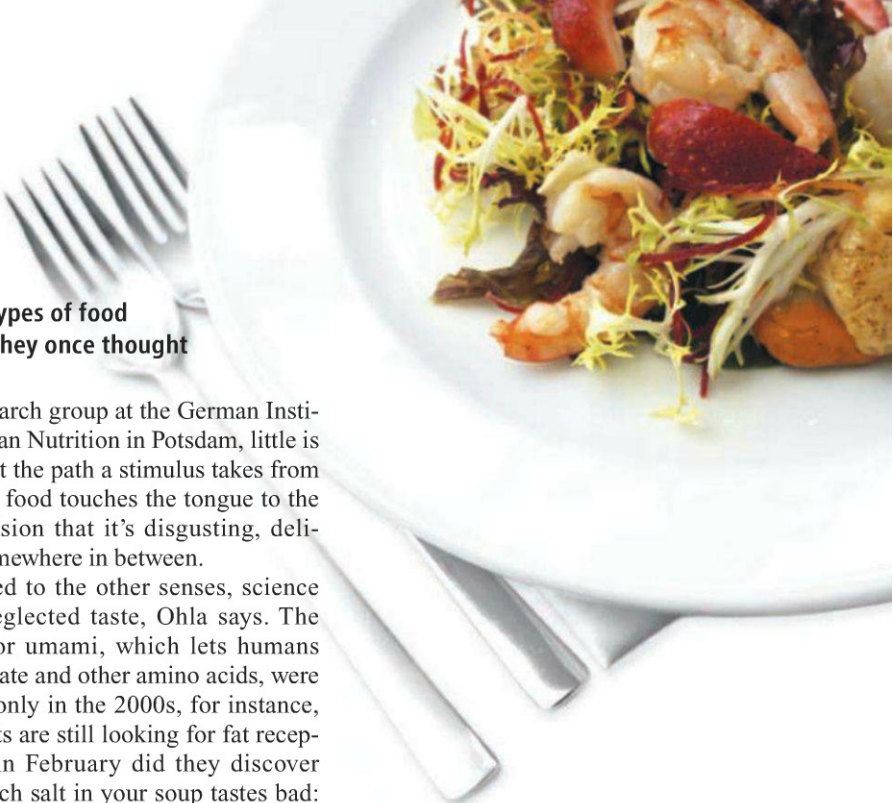 ypes of food
hey once thought
arch group at the German Insti-
an Nutrition in Potsdam, little is
t the path a stimulus takes from
food touches the tongue to the
sion that it's disgusting, deli-
mewhere in between.
ed to the other senses, science
eglected taste, Ohla says. The
or umami, which lets humans
ate and other amino acids, were
only in the 2000s, for instance,
ts are still looking for fat recep-
in February did they discover
ch salt in your soup tastes bad: